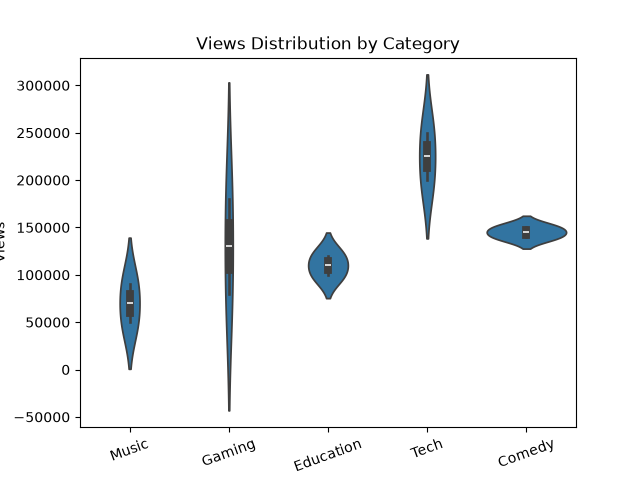 Views Distribution by Category
Views
300000
250000
200000
150000
100000
50000
0
−50000
Music
Gaming
Education
Tech
Comedy